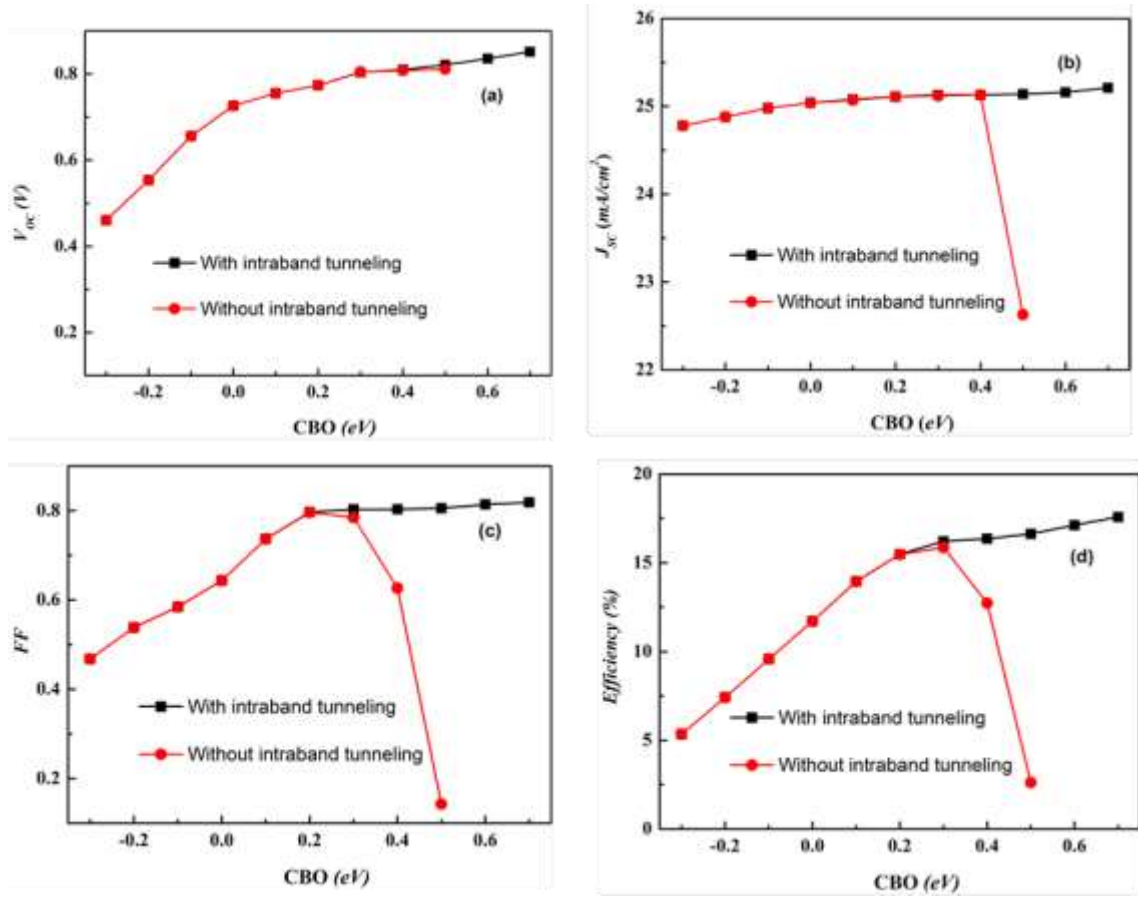 0.8
0.6
0.4
0.2
V_oc (V)
(a)
With intraband tunneling
Without intraband tunneling
-0.2 0.0 0.2 0.4 0.6
CBO (eV)
26
25
24
23
22
J_sc (mA/cm²)
(b)
With intraband tunneling
Without intraband tunneling
-0.2 0.0 0.2 0.4 0.6
CBO (eV)
0.8
0.6
0.4
0.2
FF
(c)
With intraband tunneling
Without intraband tunneling
-0.2 0.0 0.2 0.4 0.6
CBO (eV)
20
15
10
5
0
Efficiency (%)
(d)
With intraband tunneling
Without intraband tunneling
-0.2 0.0 0.2 0.4 0.6
CBO (eV)